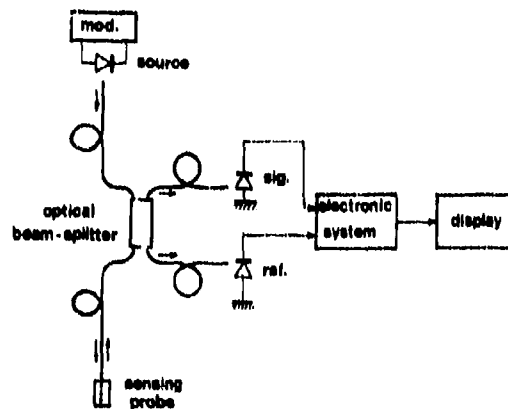 mod.
source
sig.
optical
beam-splitter
electronic
system
display
ref.
sensing
probe